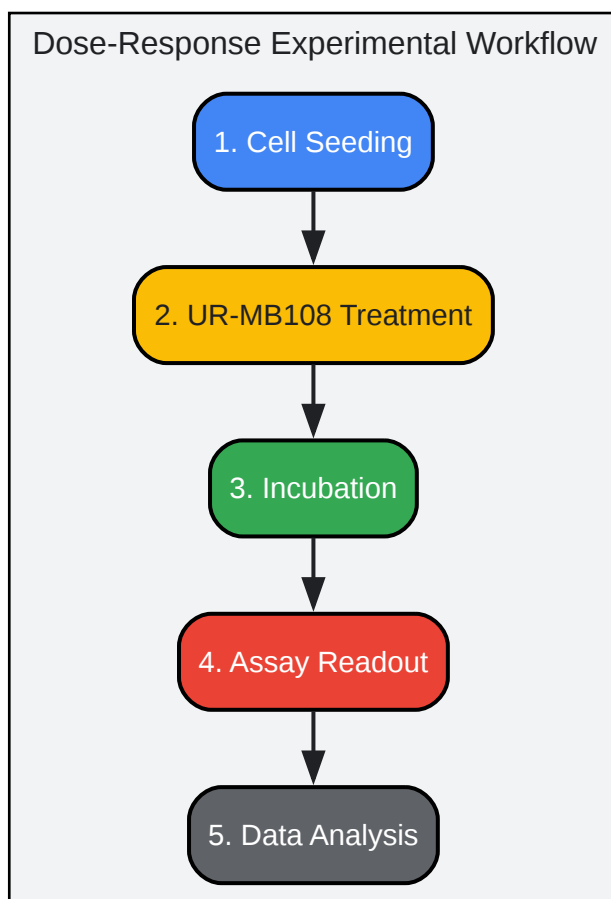 Dose-Response Experimental Workflow
1. Cell Seeding
2. UR-MB108 Treatment
3. Incubation
4. Assay Readout
5. Data Analysis